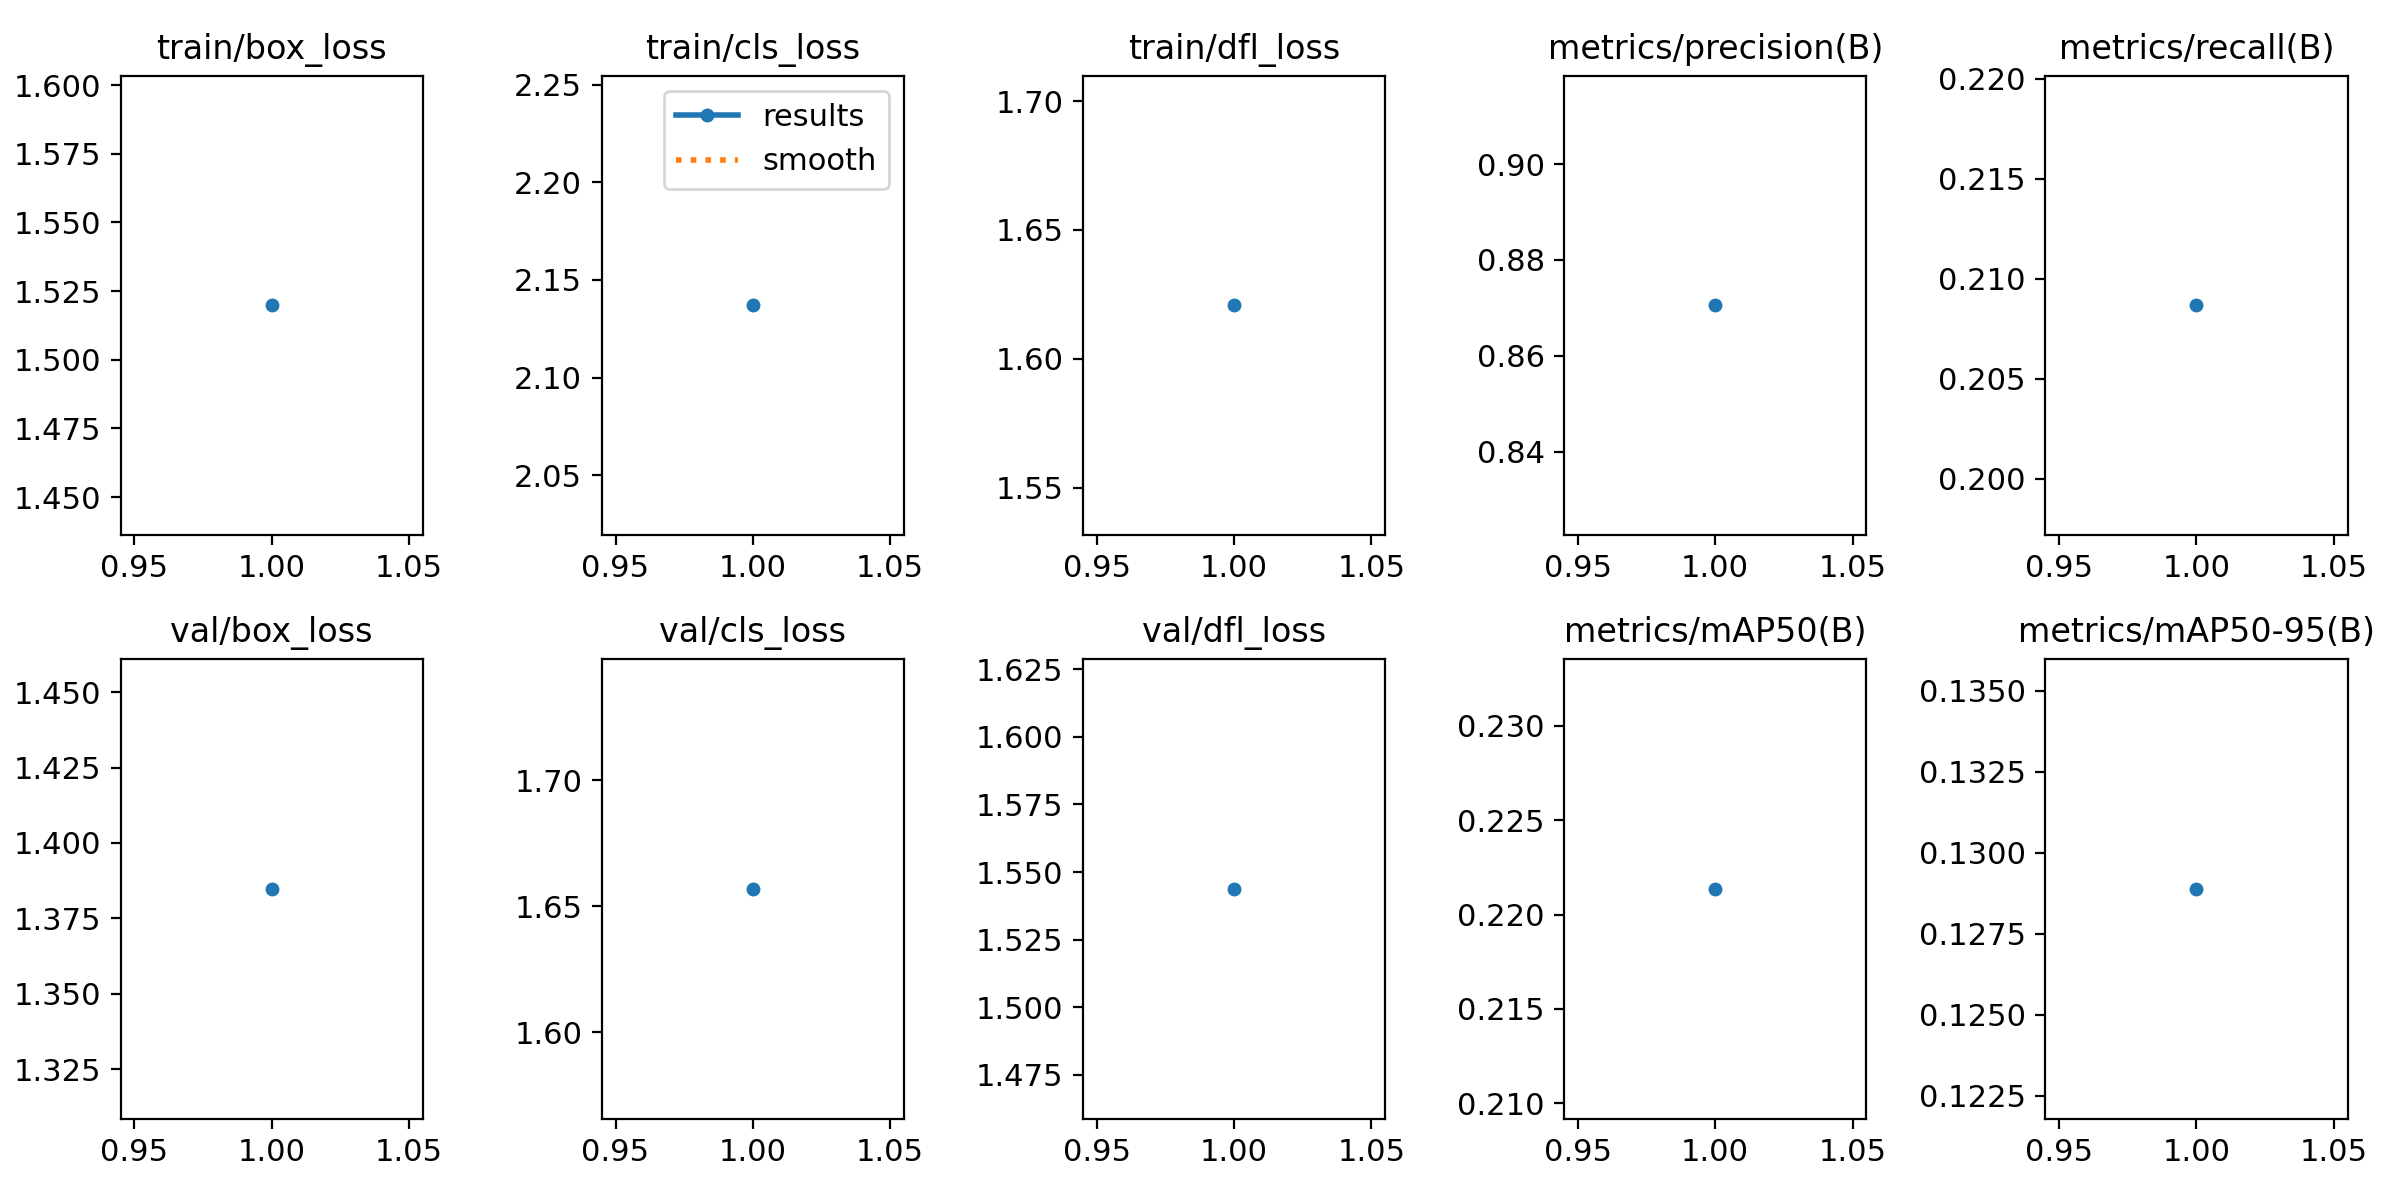 train/box_loss
1.600
1.575
1.550
1.525
1.500
1.475
1.450
0.95 1.00 1.05
train/cls_loss
2.25
2.20
2.15
2.10
2.05
results
smooth
0.95 1.00 1.05
train/dfl_loss
1.70
1.65
1.60
1.55
0.95 1.00 1.05
metrics/precision(B)
0.90
0.88
0.86
0.84
0.95 1.00 1.05
metrics/recall(B)
0.220
0.215
0.210
0.205
0.200
0.95 1.00 1.05
val/box_loss
1.450
1.425
1.400
1.375
1.350
1.325
0.95 1.00 1.05
val/cls_loss
1.70
1.65
1.60
0.95 1.00 1.05
val/dfl_loss
1.625
1.600
1.575
1.550
1.525
1.500
1.475
0.95 1.00 1.05
metrics/mAP50(B)
0.230
0.225
0.220
0.215
0.210
0.95 1.00 1.05
metrics/mAP50-95(B)
0.1350
0.1325
0.1300
0.1275
0.1250
0.1225
0.95 1.00 1.05